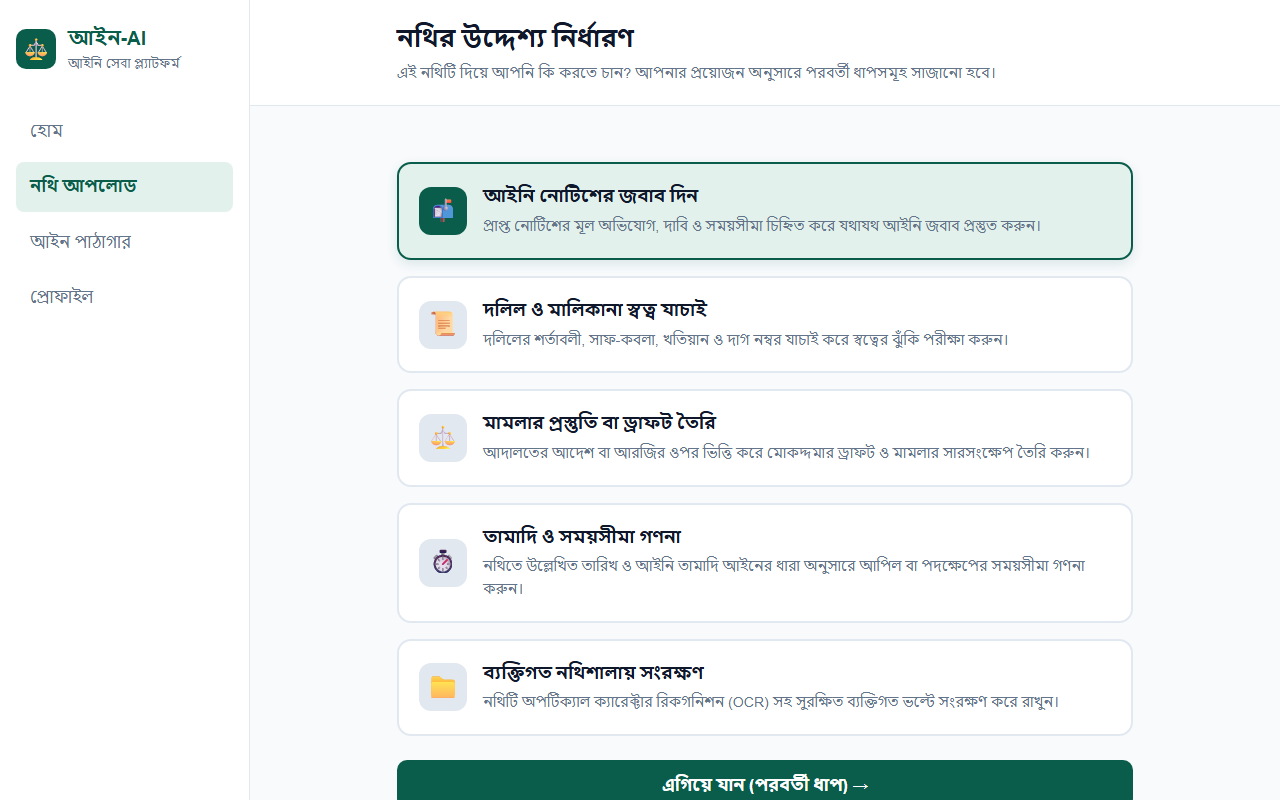 আইন-AI
আইনি সেবা প্ল্যাটফর্ম
হোম
নথি আপলোড
আইন পাঠাগার
প্রোফাইল
নথির উদ্দেশ্য নির্ধারণ
এই নথিটি দিয়ে আপনি কি করতে চান? আপনার প্রয়োজন অনুসারে পরবর্তী ধাপসমূহ সাজানো হবে।
আইনি নোটিশের জবাব দিন
প্রাপ্ত নোটিশের মূল অভিযোগ, দাবি ও সময়সীমা চিহ্নিত করে যথাযথ আইনি জবাব প্রস্তুত করুন।
দলিল ও মালিকানা স্বত্ব যাচাই
দলিলের শর্তাবলী, সাফ-কবলা, খতিয়ান ও দাগ নম্বর যাচাই করে স্বত্বের ঝুঁকি পরীক্ষা করুন।
মামলার প্রস্তুতি বা ড্রাফট তৈরি
আদালতের আদেশ বা আরজির ওপর ভিত্তি করে মোকদ্দমার ড্রাফট ও মামলার সারসংক্ষেপ তৈরি করুন।
তামাদি ও সময়সীমা গণনা
নথিতে উল্লেখিত তারিখ ও আইনি তামাদি আইনের ধারা অনুসারে আপিল বা পদক্ষেপের সময়সীমা গণনা
করুন।
ব্যক্তিগত নথিশালায় সংরক্ষণ
নথিটি অপটিক্যাল ক্যারেক্টার রিকগনিশন (OCR) সহ সুরক্ষিত ব্যক্তিগত ভল্টে সংরক্ষণ করে রাখুন।
এগিয়ে যান (পরবর্তী ধাপ) →